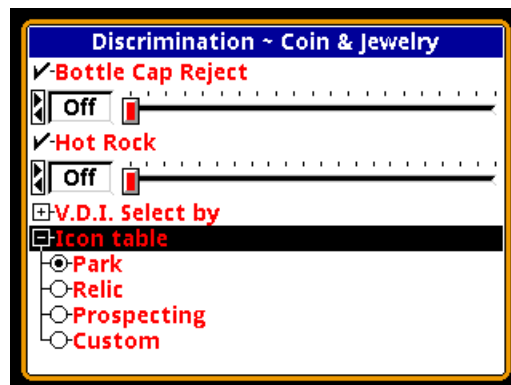 Discrimination ~ Coin & Jewelry
Bottle Cap Reject
Off
Hot Rock
Off
V.D.I. Select by
Icon table
Park
Relic
Prospecting
Custom